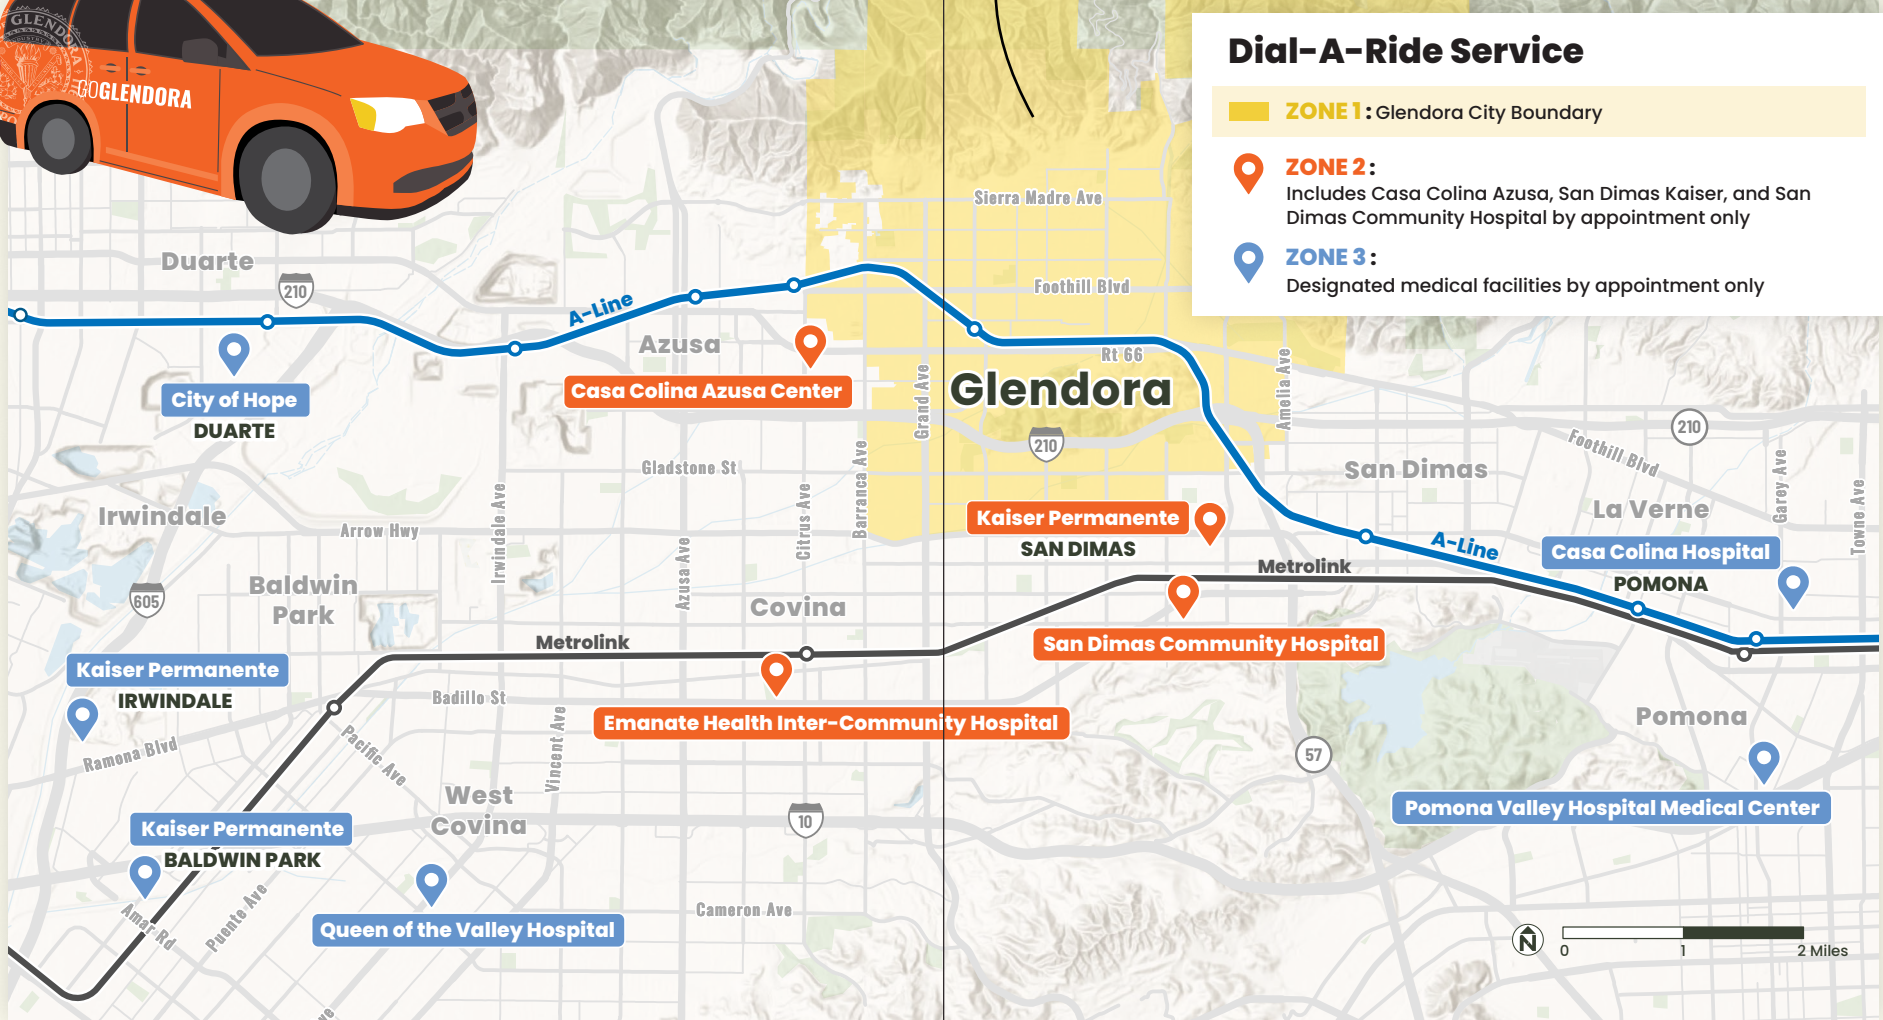 GLENDORA
GOGLENDORA
Dial-A-Ride Service
ZONE 1: Glendora City Boundary
ZONE 2:
Includes Casa Colina Azusa, San Dimas Kaiser, and San
Dimas Community Hospital by appointment only
ZONE 3:
Designated medical facilities by appointment only
Sierra Madre Ave
Duarte
210
Foothill Blvd
A-Line
Azusa
Rt 66
Casa Colina Azusa Center
Glendora
Grand Ave
Amelia Ave
City of Hope
DUARTE
210
210
Foothill Blvd
Gladstone St
San Dimas
Barranca Ave
Citrus Ave
Irwindale Ave
Azusa Ave
Garey Ave
Towne Ave
Irwindale
Arrow Hwy
La Verne
Kaiser Permanente
SAN DIMAS
A-Line
Casa Colina Hospital
POMONA
Metrolink
605
Baldwin
Park
Covina
Metrolink
San Dimas Community Hospital
Kaiser Permanente
IRWINDALE
Badillo St
Emanate Health Inter-Community Hospital
Pomona
Ramona Blvd
Pacific Ave
Vincent Ave
57
West
Covina
10
Pomona Valley Hospital Medical Center
Kaiser Permanente
BALDWIN PARK
Amar Rd
Puente Ave
Queen of the Valley Hospital
Cameron Ave
N
0 1 2 Miles